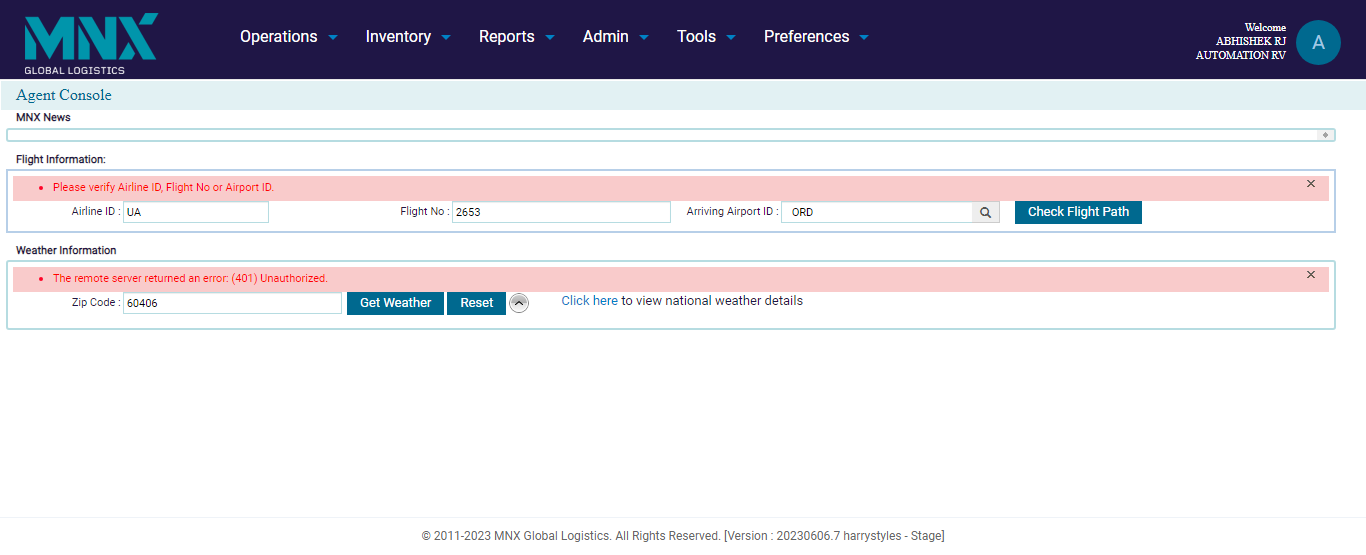 MNX
GLOBAL LOGISTICS
Operations Inventory Reports Admin Tools Preferences
Welcome
ABHISHEK RJ
AUTOMATION RV
A
Agent Console
MNX News
Flight Information:
Please verify Airline ID, Flight No or Airport ID.
Airline ID : UA Flight No : 2653 Arriving Airport ID : ORD Check Flight Path
Weather Information
The remote server returned an error: (401) Unauthorized.
Zip Code : 60406 Get Weather Reset Click here to view national weather details
© 2011-2023 MNX Global Logistics. All Rights Reserved. [Version : 20230606.7 harrystyles - Stage]